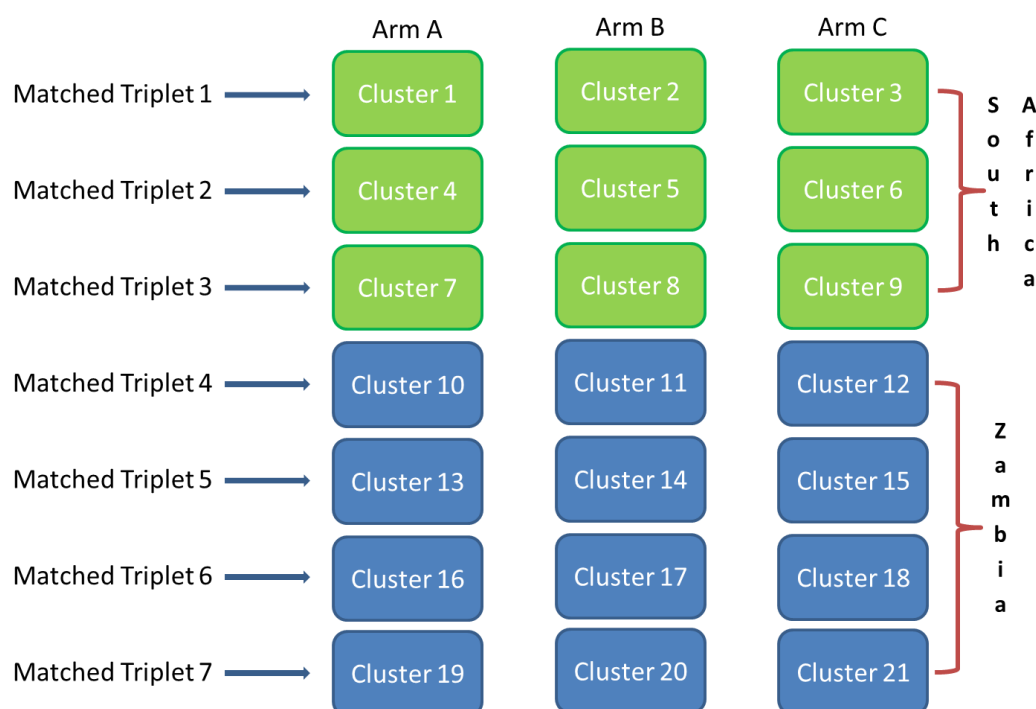 Arm A Arm B Arm C
Matched Triplet 1 Cluster 1 Cluster 2 Cluster 3
Matched Triplet 2 Cluster 4 Cluster 5 Cluster 6
Matched Triplet 3 Cluster 7 Cluster 8 Cluster 9
South Africa
Matched Triplet 4 Cluster 10 Cluster 11 Cluster 12
Matched Triplet 5 Cluster 13 Cluster 14 Cluster 15
Matched Triplet 6 Cluster 16 Cluster 17 Cluster 18
Matched Triplet 7 Cluster 19 Cluster 20 Cluster 21
Zambia